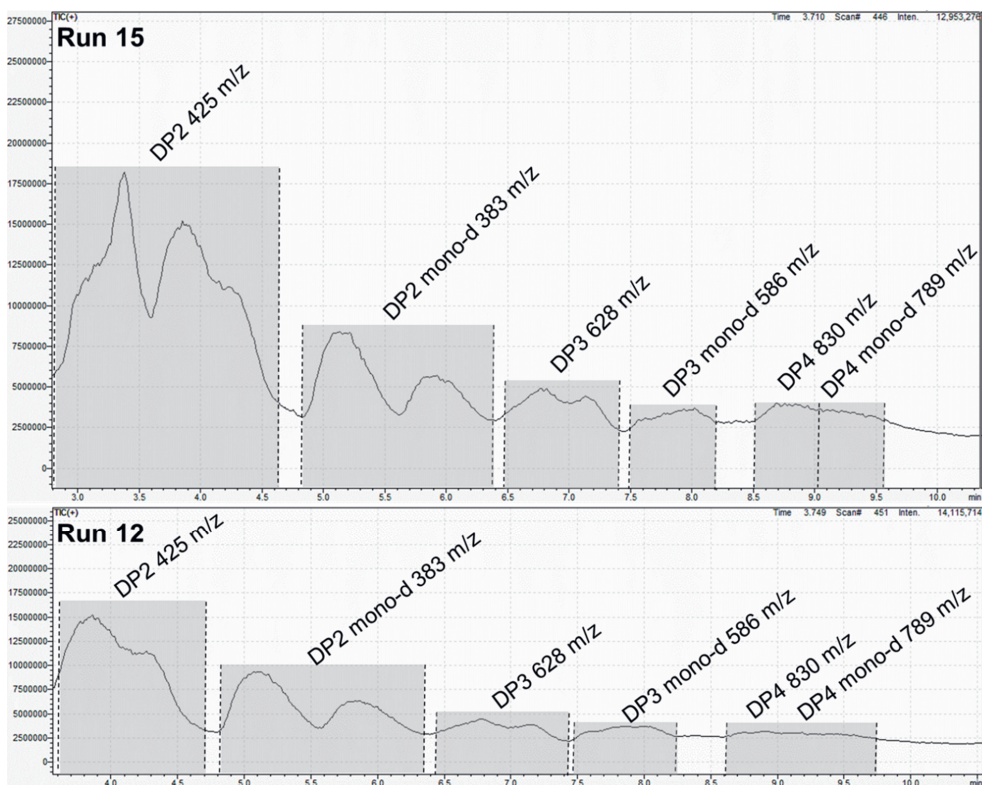 TIC(+)
Time 3.710 Scan# 446 Inten. 12,953,276
Run 15
DP2 425 m/z
DP2 mono-d 383 m/z
DP3 628 m/z
DP3 mono-d 586 m/z
DP4 830 m/z
DP4 mono-d 789 m/z
27500000
25000000
22500000
20000000
17500000
15000000
12500000
10000000
7500000
5000000
2500000
0
3.0 3.5 4.0 4.5 5.0 5.5 6.0 6.5 7.0 7.5 8.0 8.5 9.0 9.5 10.0 min
TIC(+)
Time 3.749 Scan# 451 Inten. 14,115,714
Run 12
DP2 425 m/z
DP2 mono-d 383 m/z
DP3 628 m/z
DP3 mono-d 586 m/z
DP4 830 m/z
DP4 mono-d 789 m/z
25000000
22500000
20000000
17500000
15000000
12500000
10000000
7500000
5000000
2500000
0
4.0 4.5 5.0 5.5 6.0 6.5 7.0 7.5 8.0 8.5 9.0 9.5 10.0 min